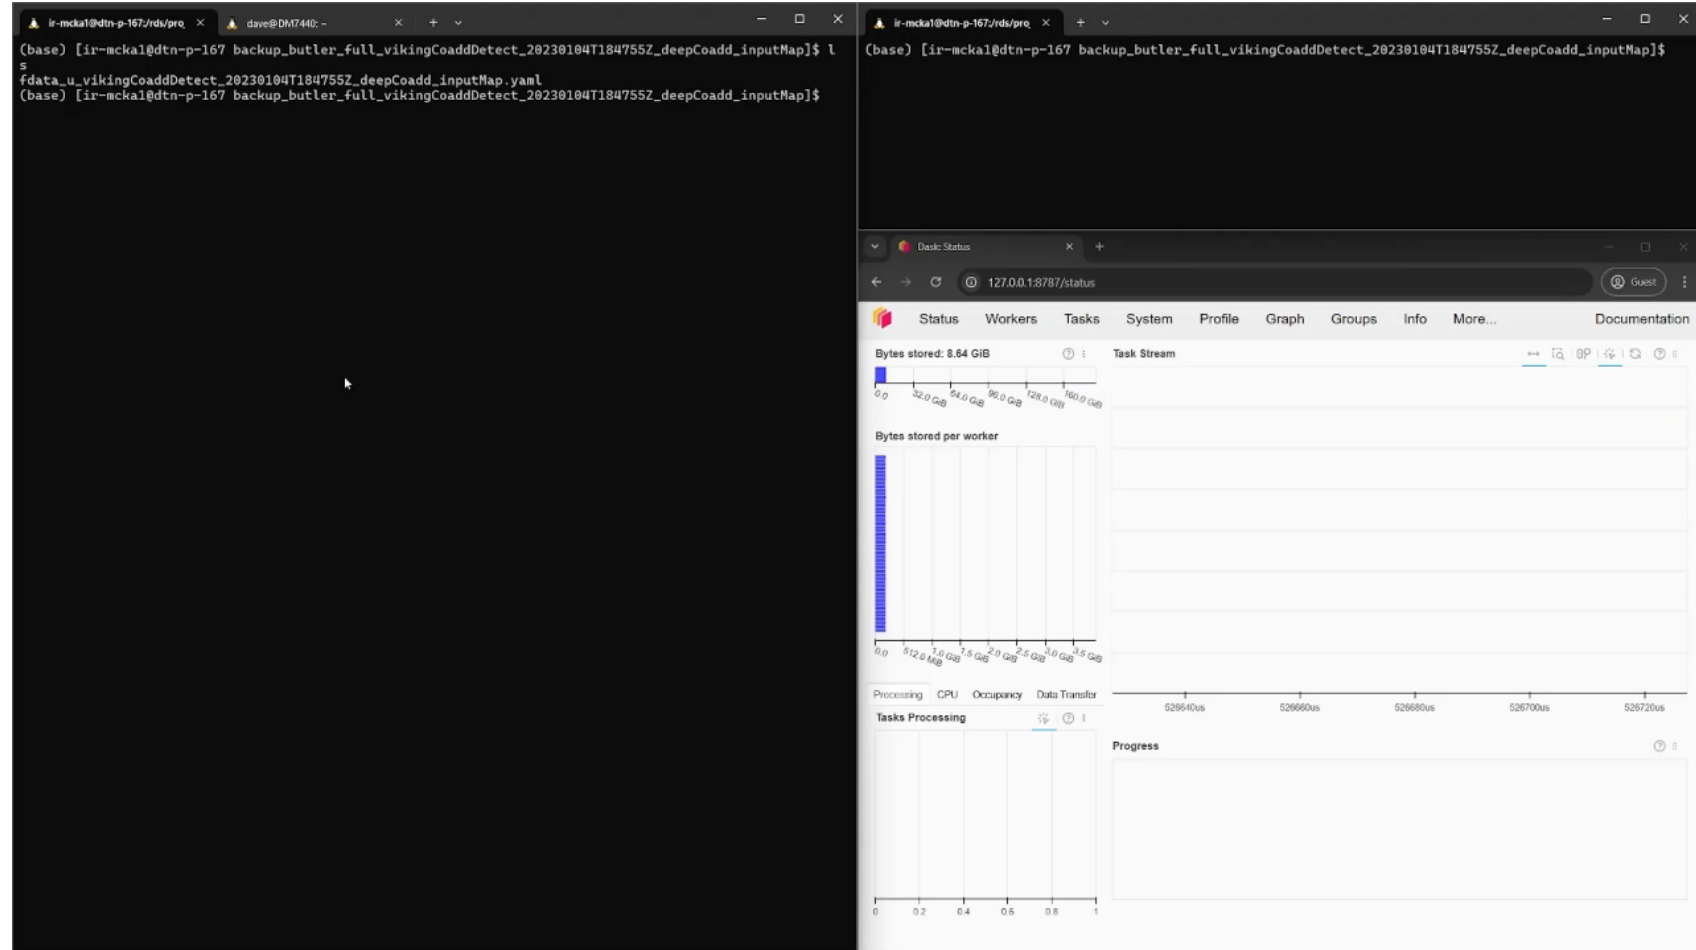 ir-mcka1@dtn-p-167:/rds/pro
dave@DM7440: ~
(base) [ir-mcka1@dtn-p-167 backup_butler_full_vikingCoaddDetect_20230104T184755Z_deepCoadd_inputMap]$ l
s
fdata_u_vikingCoaddDetect_20230104T184755Z_deepCoadd_inputMap.yaml
(base) [ir-mcka1@dtn-p-167 backup_butler_full_vikingCoaddDetect_20230104T184755Z_deepCoadd_inputMap]$
ir-mcka1@dtn-p-167:/rds/pro
(base) [ir-mcka1@dtn-p-167 backup_butler_full_vikingCoaddDetect_20230104T184755Z_deepCoadd_inputMap]$
Dask: Status
127.0.0.1:8787/status
Guest
Status Workers Tasks System Profile Graph Groups Info More... Documentation
Bytes stored: 8.64 GiB
0.0 32.0 GiB 64.0 GiB 96.0 GiB 128.0 GiB 160.0 GiB
Bytes stored per worker
0.0 512.0 MiB 1.0 GiB 1.5 GiB 2.0 GiB 2.5 GiB 3.0 GiB 3.5 GiB
Processing CPU Occupancy Data Transfer
Tasks Processing
0 0.2 0.4 0.6 0.8 1
Task Stream
526640us 526660us 526680us 526700us 526720us
Progress